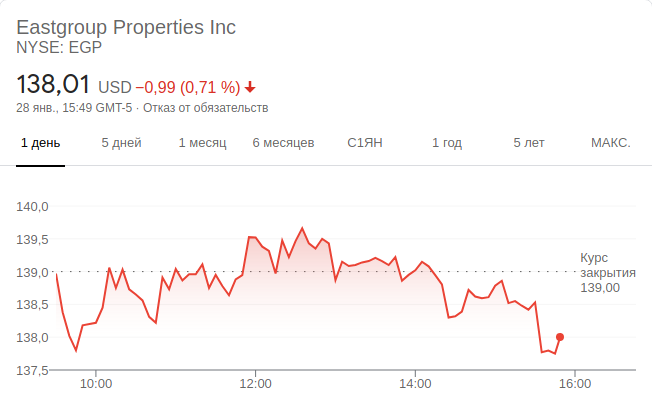 Eastgroup Properties Inc
NYSE: EGP
138,01 USD −0,99 (0,71 %)
28 янв., 15:49 GMT-5 · Отказ от обязательств
1 день 5 дней 1 месяц 6 месяцев С1ЯН 1 год 5 лет МАКС.
140,0
139,5
139,0
138,5
138,0
137,5
Курс
закрытия
139,00
10:00 12:00 14:00 16:00